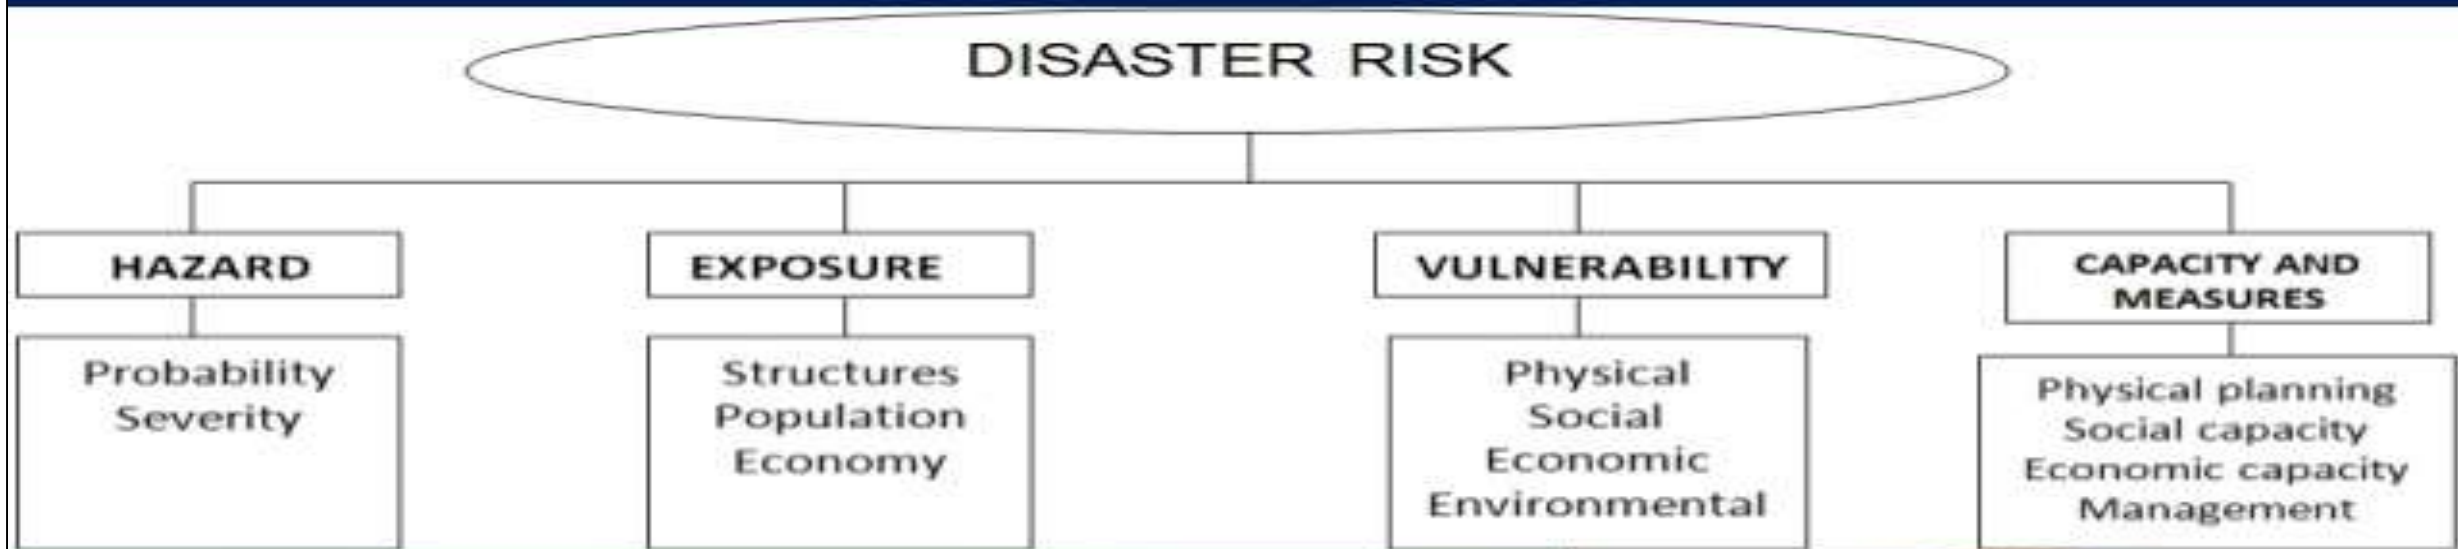 DISASTER RISK
HAZARD
Probability
Severity
EXPOSURE
Structures
Population
Economy
VULNERABILITY
Physical
Social
Economic
Environmental
CAPACITY AND
MEASURES
Physical planning
Social capacity
Economic capacity
Management